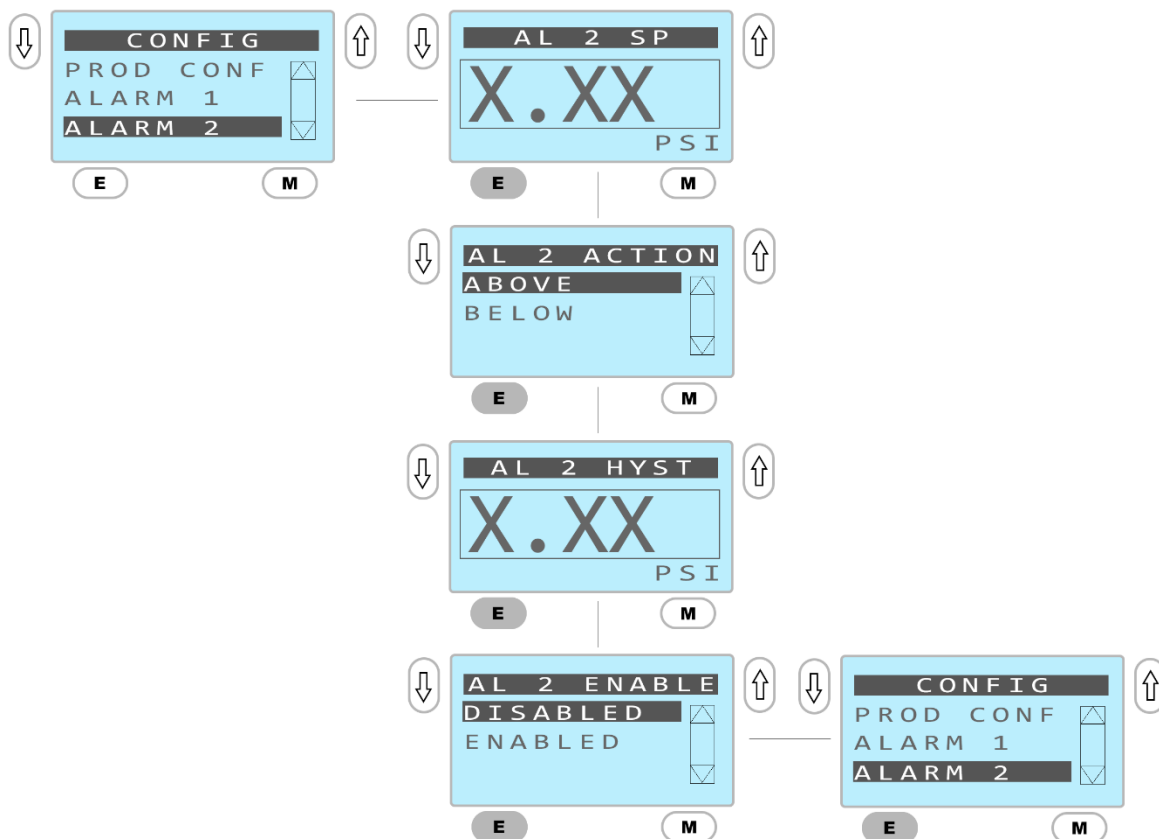 CONFIG
PROD CONF
ALARM 1
ALARM 2
E M
AL 2 SP
X.XX
PSI
E M
AL 2 ACTION
ABOVE
BELOW
E M
AL 2 HYST
X.XX
PSI
E M
AL 2 ENABLE
DISABLED
ENABLED
E M
CONFIG
PROD CONF
ALARM 1
ALARM 2
E M